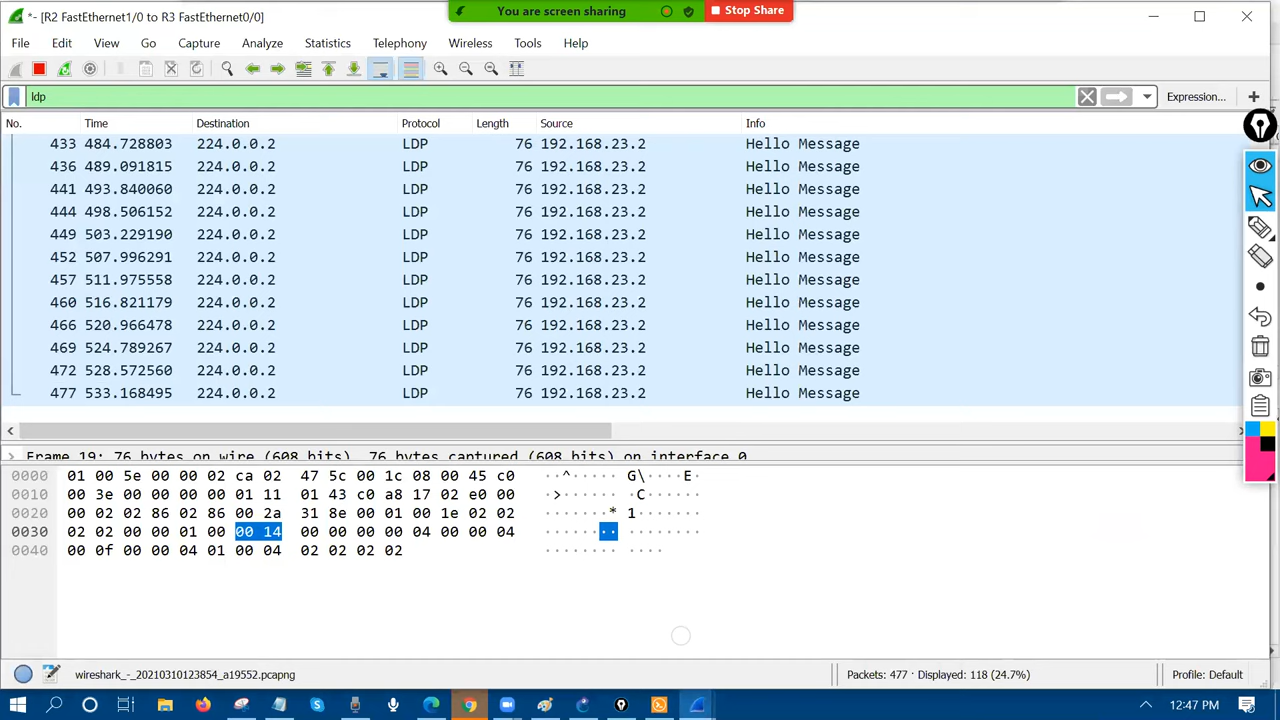 *- [R2 FastEthernet1/0 to R3 FastEthernet0/0]
You are screen sharing
Stop Share
File Edit View Go Capture Analyze Statistics Telephony Wireless Tools Help
ldp
Expression...
No. Time Destination Protocol Length Source Info
433 484.728803 224.0.0.2 LDP 76 192.168.23.2 Hello Message
436 489.091815 224.0.0.2 LDP 76 192.168.23.2 Hello Message
441 493.840060 224.0.0.2 LDP 76 192.168.23.2 Hello Message
444 498.506152 224.0.0.2 LDP 76 192.168.23.2 Hello Message
449 503.229190 224.0.0.2 LDP 76 192.168.23.2 Hello Message
452 507.996291 224.0.0.2 LDP 76 192.168.23.2 Hello Message
457 511.975558 224.0.0.2 LDP 76 192.168.23.2 Hello Message
460 516.821179 224.0.0.2 LDP 76 192.168.23.2 Hello Message
466 520.966478 224.0.0.2 LDP 76 192.168.23.2 Hello Message
469 524.789267 224.0.0.2 LDP 76 192.168.23.2 Hello Message
472 528.572560 224.0.0.2 LDP 76 192.168.23.2 Hello Message
477 533.168495 224.0.0.2 LDP 76 192.168.23.2 Hello Message
Frame 19: 76 bytes on wire (608 bits), 76 bytes captured (608 bits) on interface 0
0000 01 00 5e 00 00 02 ca 02 47 5c 00 1c 08 00 45 c0 ··^····· G\····E·
0010 00 3e 00 00 00 00 01 11 01 43 c0 a8 17 02 e0 00 ·>······ ·C······
0020 00 02 02 86 02 86 00 2a 31 8e 00 01 00 1e 02 02 ·······* 1·······
0030 02 02 00 00 01 00 00 14 00 00 00 00 04 00 00 04 ········ ········
0040 00 0f 00 00 04 01 00 04 02 02 02 02 ········ ····
wireshark_-_20210310123854_a19552.pcapng
Packets: 477 · Displayed: 118 (24.7%)
Profile: Default
12:47 PM